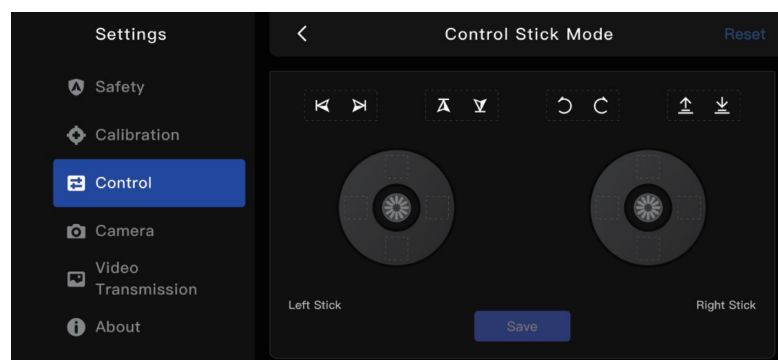 Settings
Control Stick Mode
Reset
Safety
Calibration
Control
Camera
Video
Transmission
About
Left Stick
Right Stick
Save